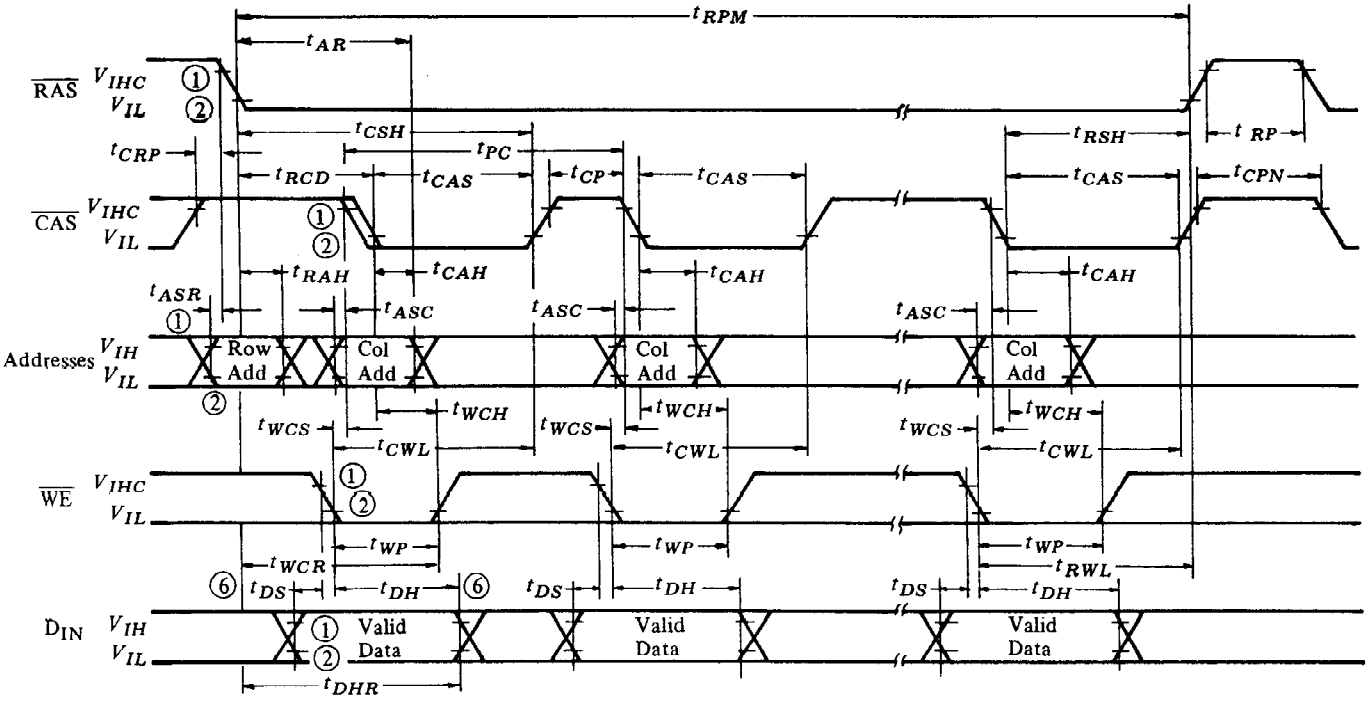 tRPM
tAR
RAS VIHC ① VIL ②
tCSH tRSH tRP
tCRP tPC
tRCD tCAS tCP tCAS tCAS tCPN
CAS VIHC ① VIL ②
tRAH tCAH tCAH tCAH
tASR tASC tASC tASC
①
Addresses VIH VIL
Row Add Col Add Col Add Col Add
②
tWCH tWCH tWCH
tWCS tWCS tWCS
tCWL tCWL tCWL
WE VIHC ① VIL ②
tWP tWP tWP
tWCR tRWL
⑥ tDS tDH ⑥ tDS tDH tDS tDH
DIN VIH ① VIL ②
Valid Data Valid Data Valid Data
tDHR